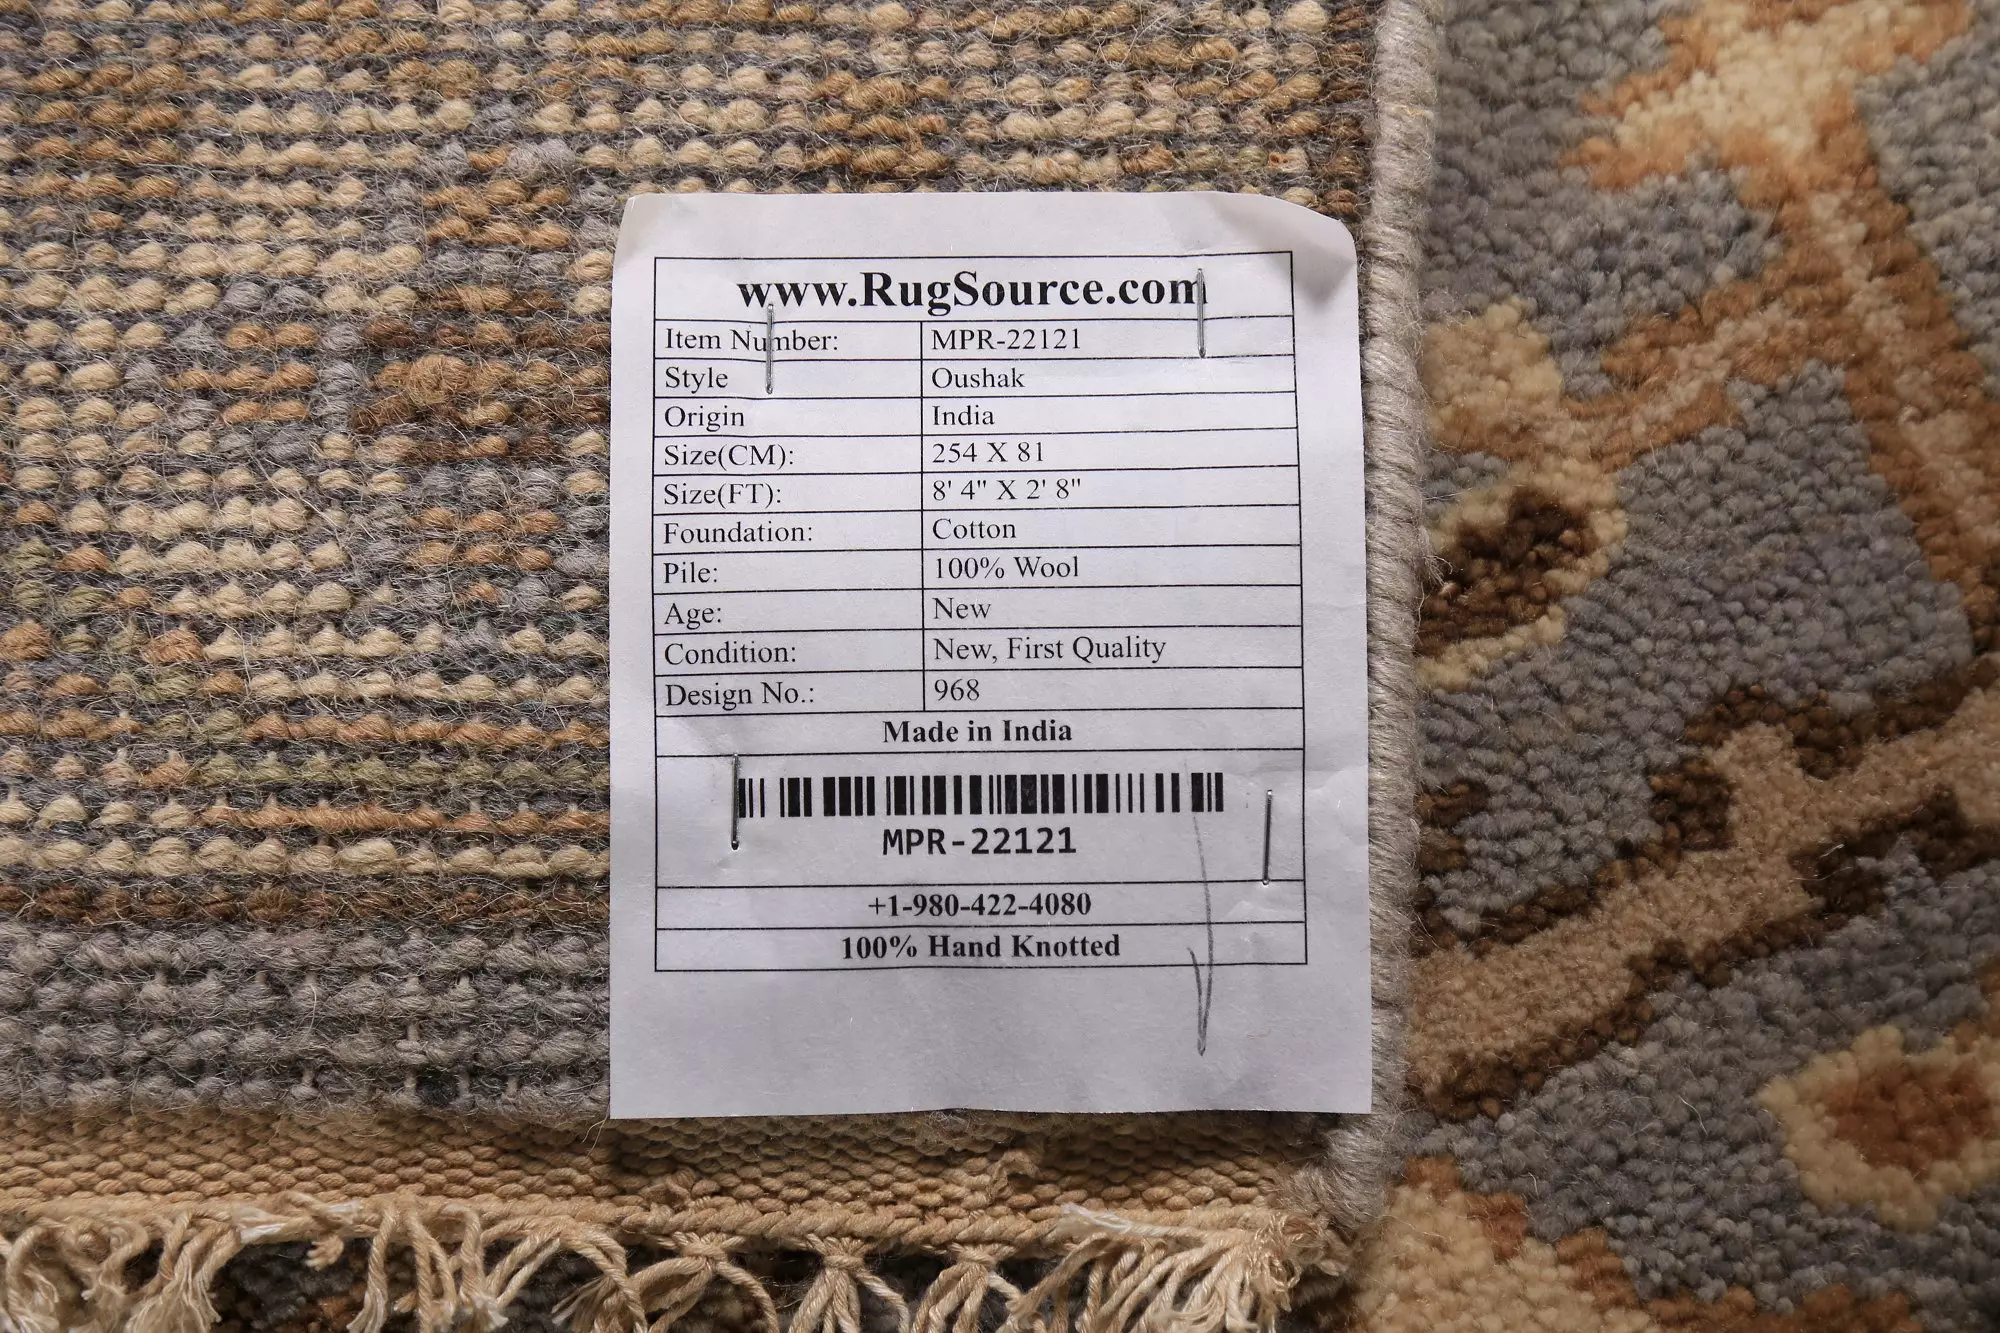 www.RugSource.com
Item Number: MPR-22121
Style Oushak
Origin India
Size(CM): 254 X 81
Size(FT): 8' 4" X 2' 8"
Foundation: Cotton
Pile: 100% Wool
Age: New
Condition: New, First Quality
Design No.: 968
Made in India
MPR-22121
+1-980-422-4080
100% Hand Knotted